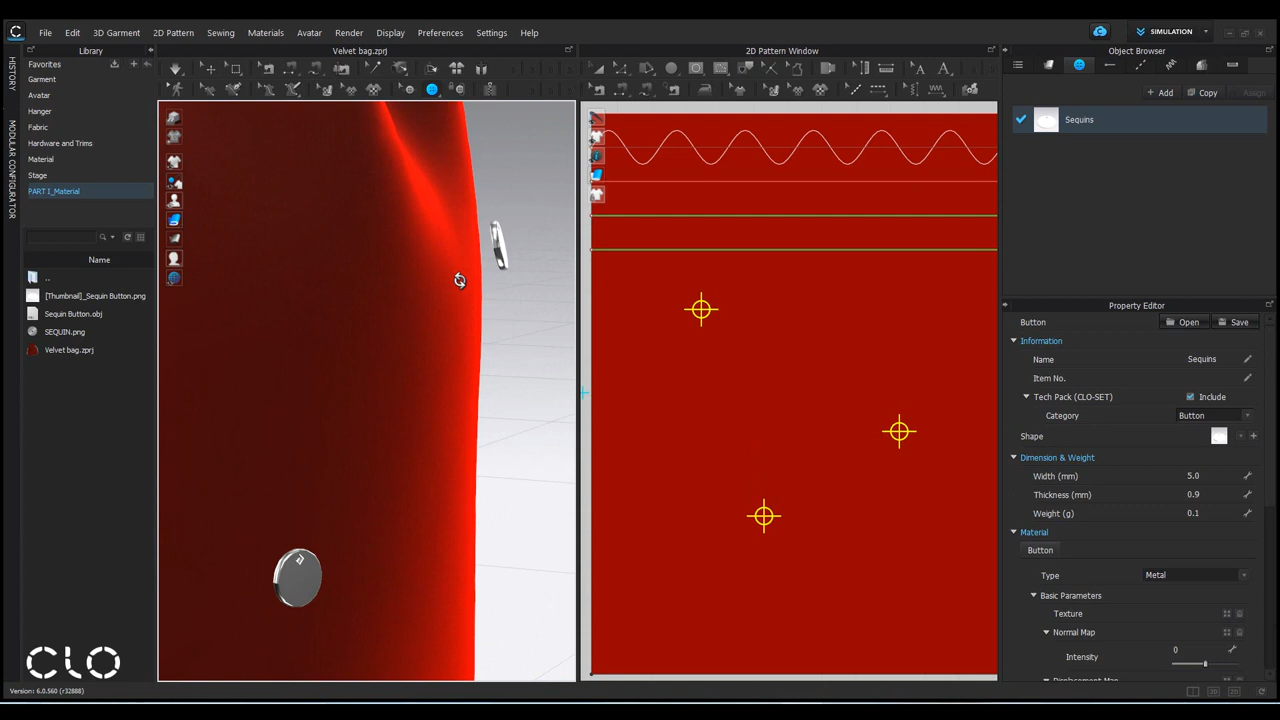 File Edit 3D Garment 2D Pattern Sewing Materials Avatar Render Display Preferences Settings Help SIMULATION
Library Velvet bag.zprj 2D Pattern Window Object Browser
HISTORY
MODULAR CONFIGURATOR
Favorites
Garment
Avatar
Hanger
Fabric
Hardware and Trims
Material
Stage
PART I_Material
Name
..
[Thumbnail]_Sequin Button.png
Sequin Button.obj
SEQUIN.png
Velvet bag.zprj
CLO
Version: 6.0.560 (r32888)
+ Add Copy Assign
Sequins
Property Editor
Button Open Save
Information
Name Sequins
Item No.
Tech Pack (CLO-SET) Include
Category Button
Shape
Dimension & Weight
Width (mm) 5.0
Thickness (mm) 0.9
Weight (g) 0.1
Material
Button
Type Metal
Basic Parameters
Texture
Normal Map
Intensity 0
Displacement Map
3D 2D